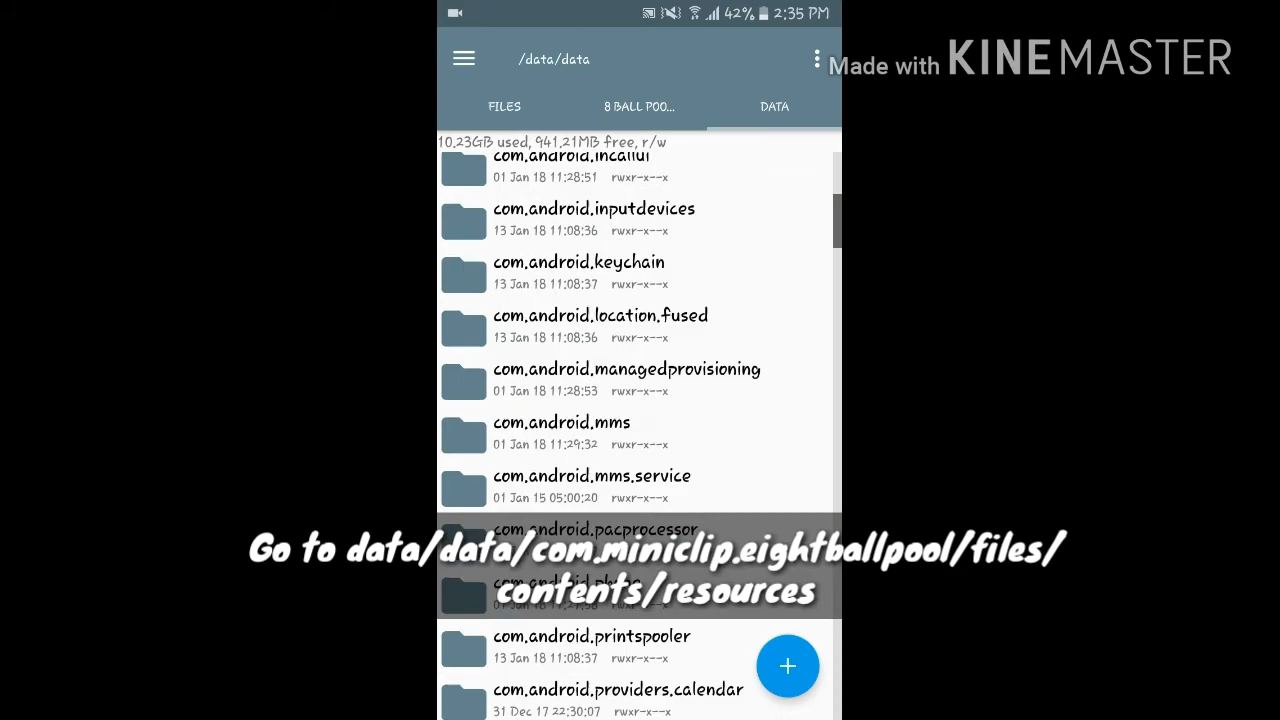 42% 2:35 PM
/data/data
Made with KINEMASTER
FILES 8 BALL POO... DATA
10.23GB used, 941.21MB free, r/w
com.android.incallui
01 Jan 18 11:28:51 rwxr-x--x
com.android.inputdevices
13 Jan 18 11:08:36 rwxr-x--x
com.android.keychain
13 Jan 18 11:08:37 rwxr-x--x
com.android.location.fused
13 Jan 18 11:08:36 rwxr-x--x
com.android.managedprovisioning
01 Jan 18 11:28:53 rwxr-x--x
com.android.mms
01 Jan 18 11:29:32 rwxr-x--x
com.android.mms.service
01 Jan 15 05:00:20 rwxr-x--x
com.android.pacprocessor
Go to data/data/com.miniclip.eightballpool/files/
contents/resources
com.android.printspooler
13 Jan 18 11:08:37 rwxr-x--x
com.android.providers.calendar
31 Dec 17 22:30:07 rwxr-x--x